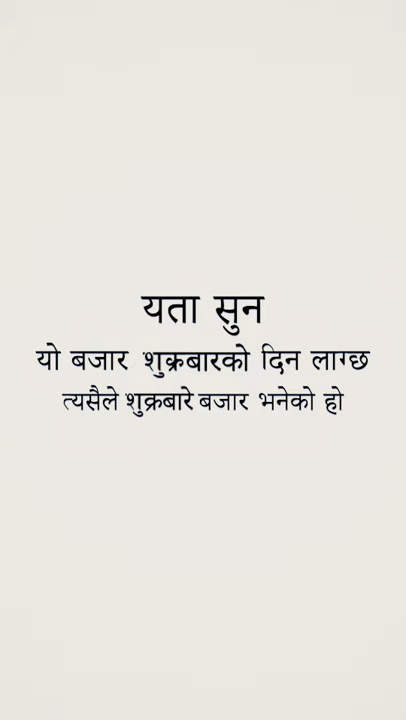 यता सुन
यो बजार शुक्रबारको दिन लाग्छ
त्यसैले शुक्रबारे बजार भनेको हो